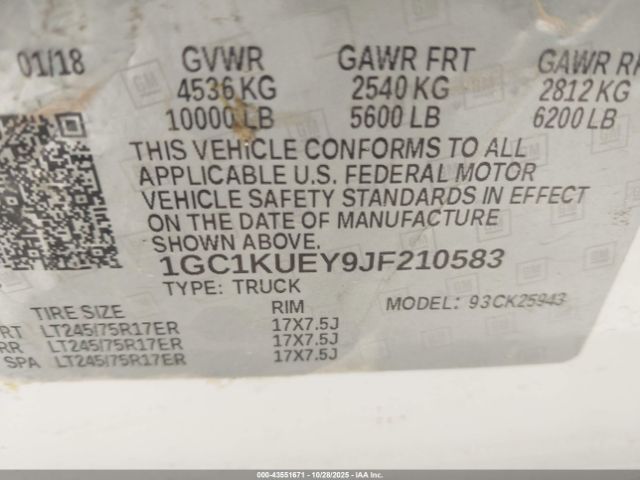 01/18 GVWR GAWR FRT GAWR RR
4536 KG 2540 KG 2812 KG
10000 LB 5600 LB 6200 LB
THIS VEHICLE CONFORMS TO ALL
APPLICABLE U.S. FEDERAL MOTOR
VEHICLE SAFETY STANDARDS IN EFFECT
ON THE DATE OF MANUFACTURE
SHOWN ABOVE.
1GC1KUEY9JF210583
TYPE: TRUCK MODEL: 93CK25943
TIRE SIZE RIM
RT LT245/75R17ER 17X7.5J
RR LT245/75R17ER 17X7.5J
SPA LT245/75R17ER 17X7.5J
000-43551671 - 10/28/2025 - IAA, Inc.